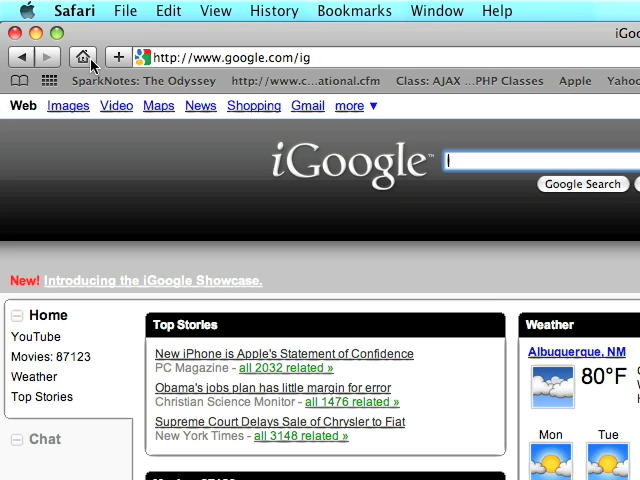 Safari File Edit View History Bookmarks Window Help
iGoo
http://www.google.com/ig
SparkNotes: The Odyssey http://www.c...ational.cfm Class: AJAX ...PHP Classes Apple Yahoo
Web Images Video Maps News Shopping Gmail more ▼
iGoogle™
Google Search
New! Introducing the iGoogle Showcase.
Home
YouTube
Movies: 87123
Weather
Top Stories
Chat
Top Stories
New iPhone is Apple's Statement of Confidence
PC Magazine - all 2032 related »
Obama's jobs plan has little margin for error
Christian Science Monitor - all 1476 related »
Supreme Court Delays Sale of Chrysler to Fiat
New York Times - all 3148 related »
Weather
Albuquerque, NM
80°F
Mon Tue